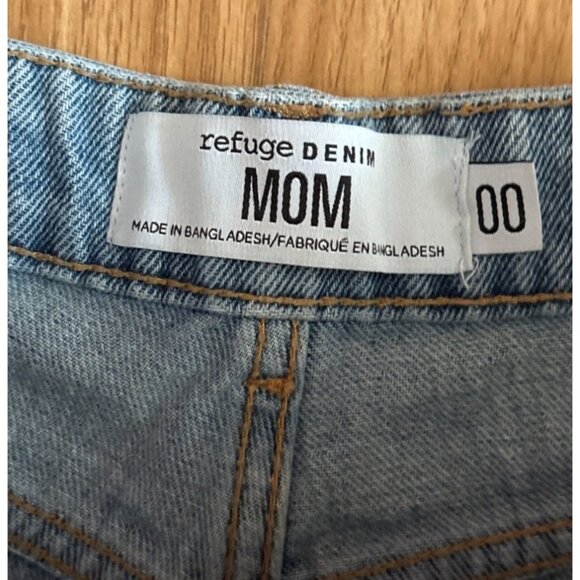 refuge DENIM
MOM
MADE IN BANGLADESH/FABRIQUÉ EN BANGLADESH
00